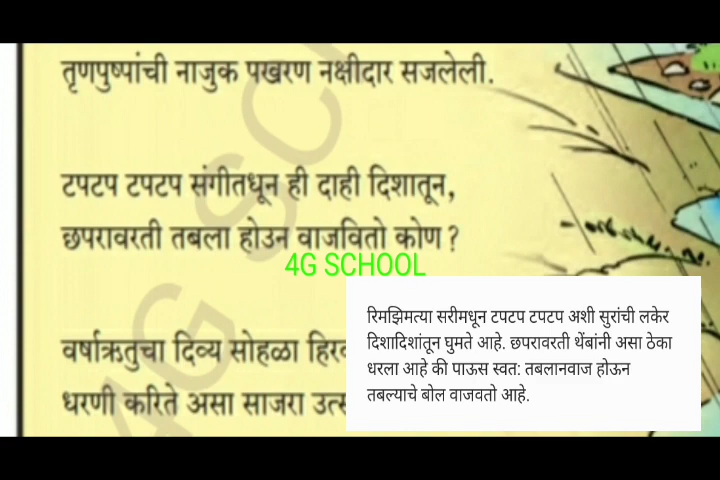 तृणपुष्पांची नाजुक पखरण नक्षीदार सजलेली.
टपटप टपटप संगीतधून ही दाही दिशातून,
छपरावरती तबला होउन वाजवितो कोण?
4G SCHOOL
वर्षाऋतुचा दिव्य सोहळा
धरणी करिते असा साजरा
रिमझिमत्या सरीमधून टपटप टपटप अशी सुरांची लकेर
दिशादिशांतून घुमते आहे. छपरावरती थेंबांनी असा ठेका
धरला आहे की पाऊस स्वत: तबलानवाज होऊन
तबल्याचे बोल वाजवतो आहे.